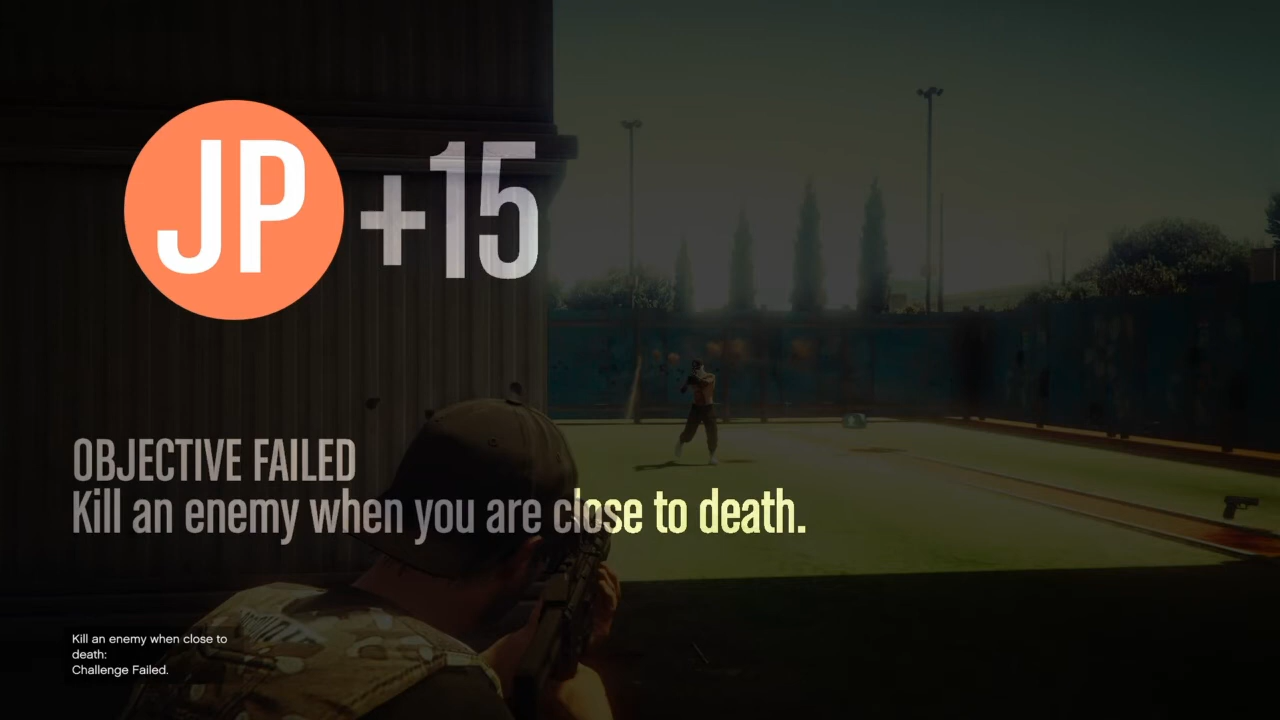 JP +15
OBJECTIVE FAILED
Kill an enemy when you are close to death.
Kill an enemy when close to
death:
Challenge Failed.